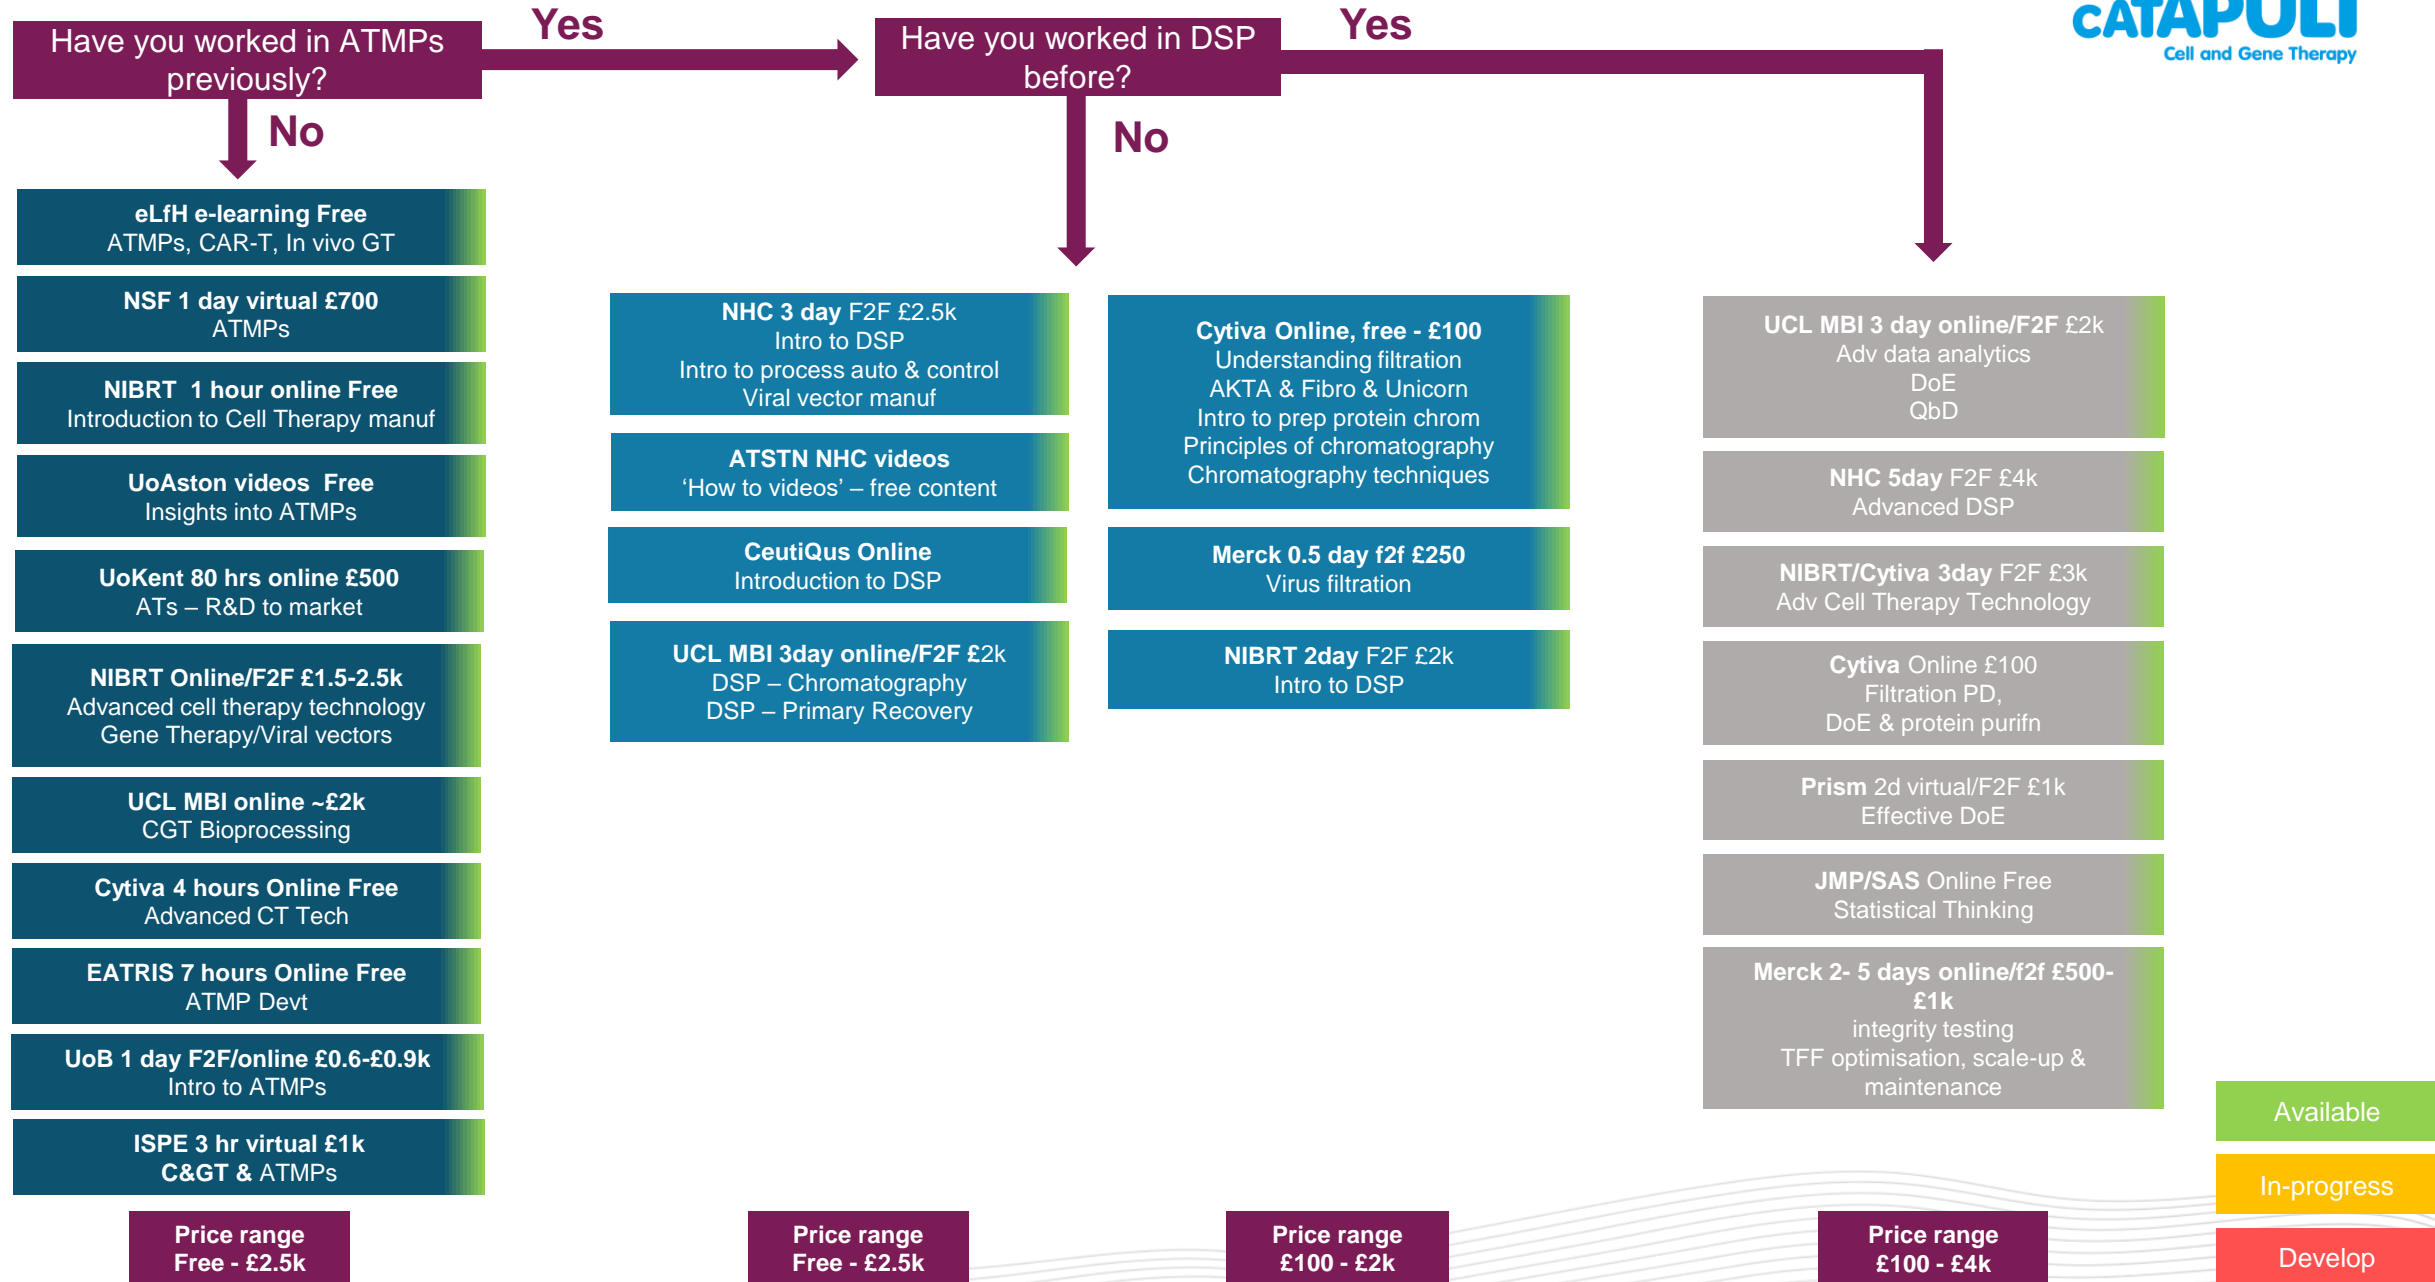 Have you worked in ATMPs
previously?
Yes
No
Have you worked in DSP
before?
Yes
No
CATAPULT
Cell and Gene Therapy
eLfH e-learning Free
ATMPs, CAR-T, In vivo GT
NSF 1 day virtual £700
ATMPs
NIBRT 1 hour online Free
Introduction to Cell Therapy manuf
UoAston videos Free
Insights into ATMPs
UoKent 80 hrs online £500
ATs – R&D to market
NIBRT Online/F2F £1.5-2.5k
Advanced cell therapy technology
Gene Therapy/Viral vectors
UCL MBI online ~£2k
CGT Bioprocessing
Cytiva 4 hours Online Free
Advanced CT Tech
EATRIS 7 hours Online Free
ATMP Devt
UoB 1 day F2F/online £0.6-£0.9k
Intro to ATMPs
ISPE 3 hr virtual £1k
C&GT & ATMPs
Price range
Free - £2.5k
NHC 3 day F2F £2.5k
Intro to DSP
Intro to process auto & control
Viral vector manuf
ATSTN NHC videos
‘How to videos’ – free content
CeutiQus Online
Introduction to DSP
UCL MBI 3day online/F2F £2k
DSP – Chromatography
DSP – Primary Recovery
Price range
Free - £2.5k
Cytiva Online, free - £100
Understanding filtration
AKTA & Fibro & Unicorn
Intro to prep protein chrom
Principles of chromatography
Chromatography techniques
Merck 0.5 day f2f £250
Virus filtration
NIBRT 2day F2F £2k
Intro to DSP
Price range
£100 - £2k
UCL MBI 3 day online/F2F £2k
Adv data analytics
DoE
QbD
NHC 5day F2F £4k
Advanced DSP
NIBRT/Cytiva 3day F2F £3k
Adv Cell Therapy Technology
Cytiva Online £100
Filtration PD,
DoE & protein purifn
Prism 2d virtual/F2F £1k
Effective DoE
JMP/SAS Online Free
Statistical Thinking
Merck 2- 5 days online/f2f £500-
£1k
integrity testing
TFF optimisation, scale-up &
maintenance
Price range
£100 - £4k
Available
In-progress
Develop